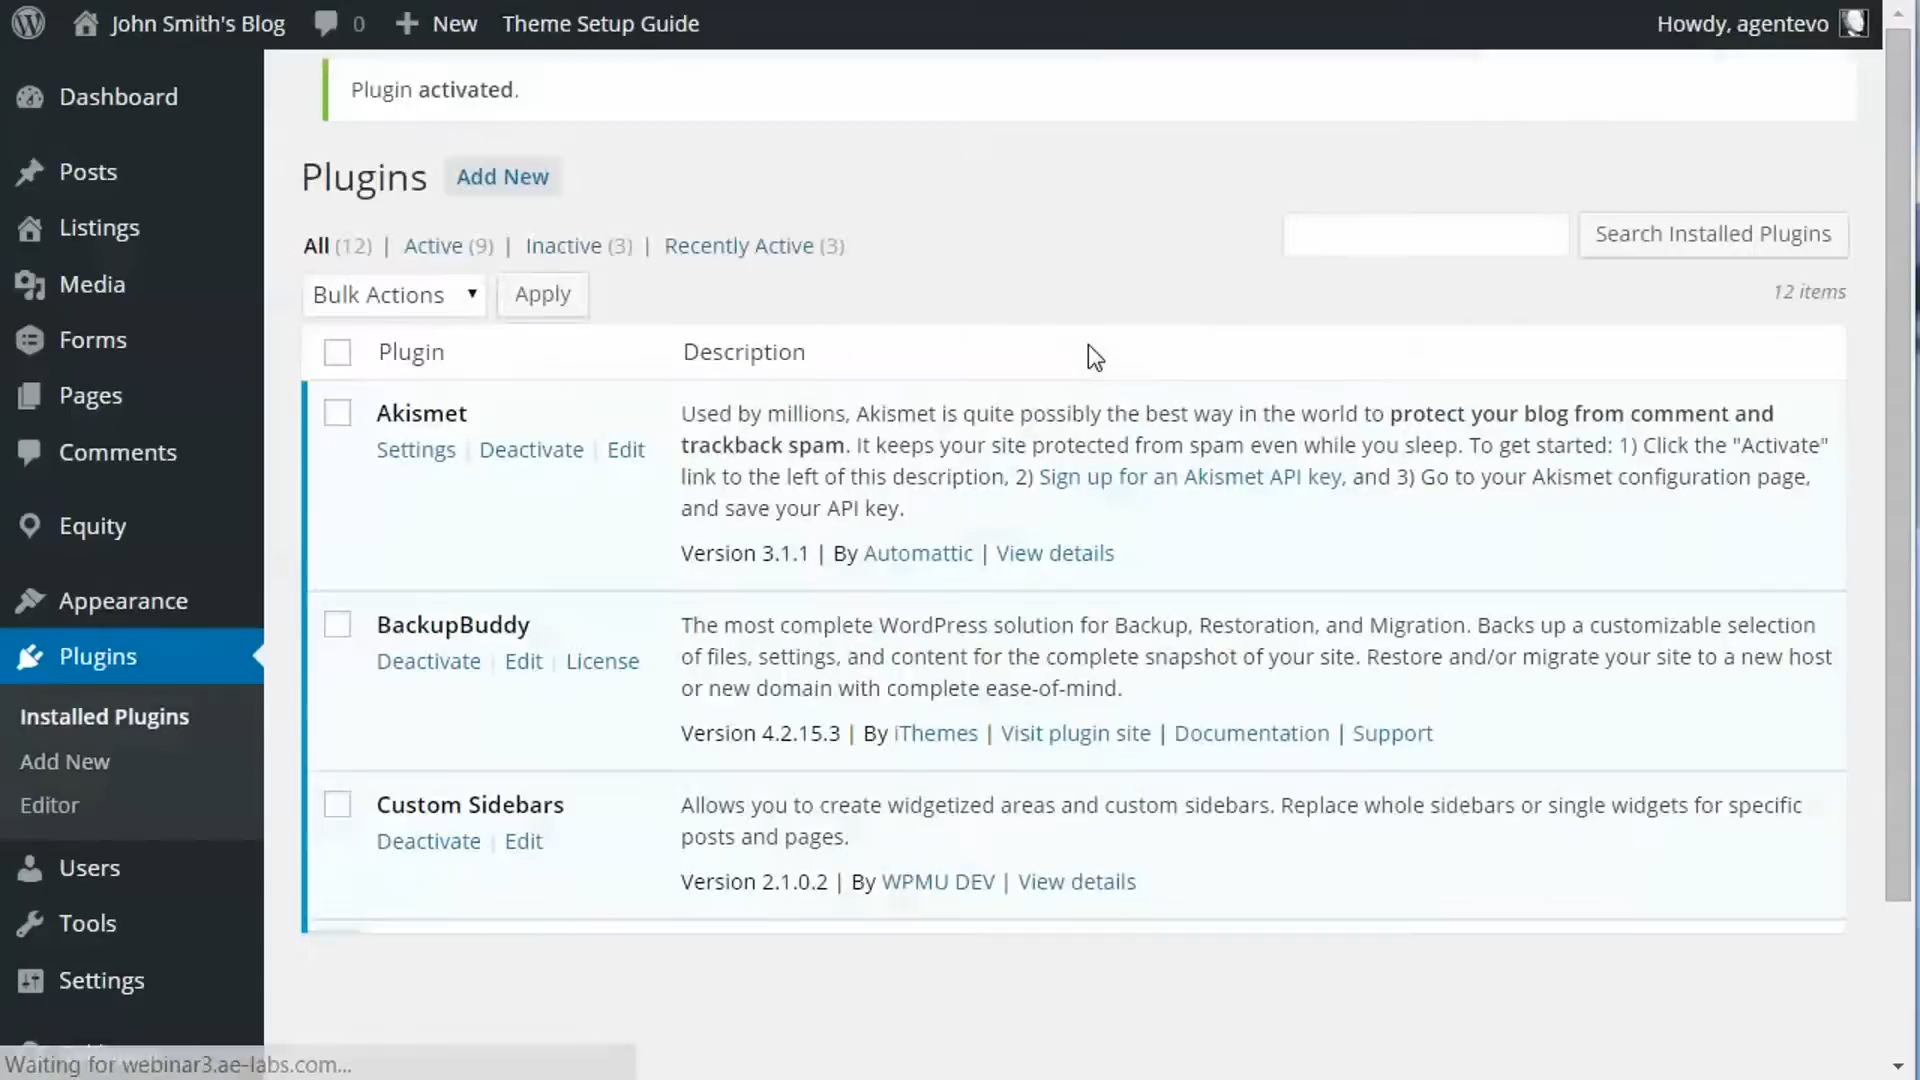 John Smith's Blog 0 New Theme Setup Guide Howdy, agentevo
Dashboard
Posts
Listings
Media
Forms
Pages
Comments
Equity
Appearance
Plugins
Installed Plugins
Add New
Editor
Users
Tools
Settings
Plugin activated.
Plugins Add New
All (12) | Active (9) | Inactive (3) | Recently Active (3)
Search Installed Plugins
Bulk Actions Apply
12 items
Plugin Description
Akismet
Settings | Deactivate | Edit
Used by millions, Akismet is quite possibly the best way in the world to protect your blog from comment and
trackback spam. It keeps your site protected from spam even while you sleep. To get started: 1) Click the "Activate"
link to the left of this description, 2) Sign up for an Akismet API key, and 3) Go to your Akismet configuration page,
and save your API key.
Version 3.1.1 | By Automattic | View details
BackupBuddy
Deactivate | Edit | License
The most complete WordPress solution for Backup, Restoration, and Migration. Backs up a customizable selection
of files, settings, and content for the complete snapshot of your site. Restore and/or migrate your site to a new host
or new domain with complete ease-of-mind.
Version 4.2.15.3 | By iThemes | Visit plugin site | Documentation | Support
Custom Sidebars
Deactivate | Edit
Allows you to create widgetized areas and custom sidebars. Replace whole sidebars or single widgets for specific
posts and pages.
Version 2.1.0.2 | By WPMU DEV | View details
Waiting for webinar3.ae-labs.com...